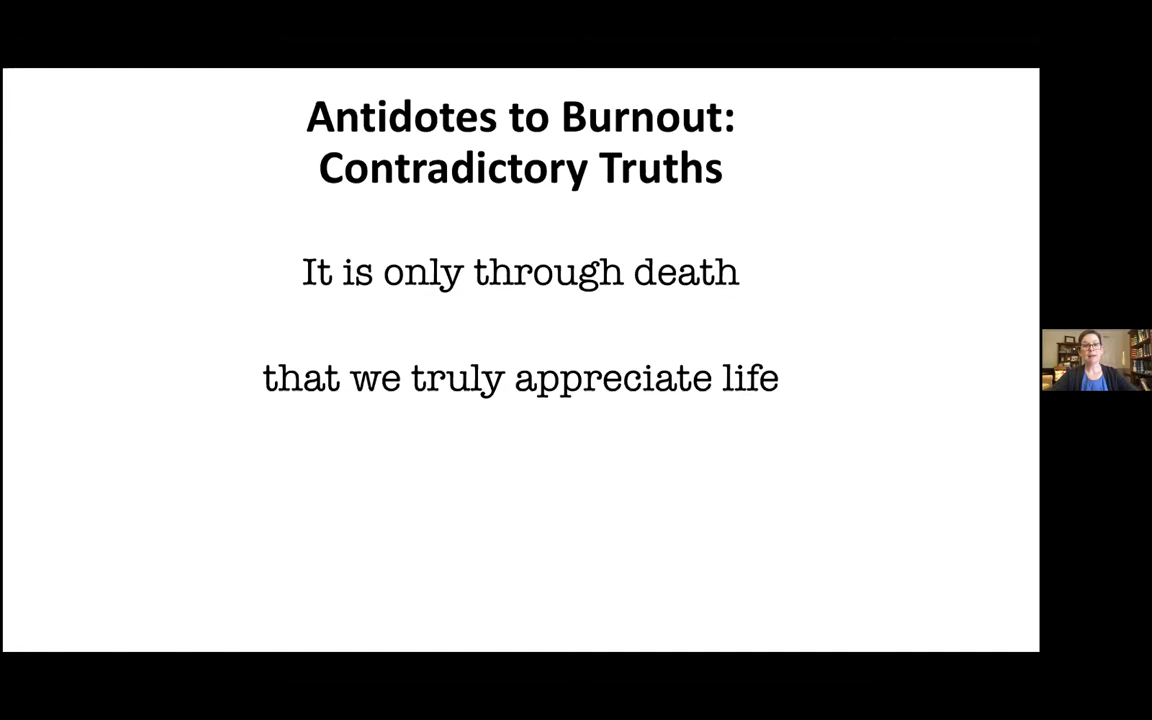 Antidotes to Burnout:
Contradictory Truths
It is only through death
that we truly appreciate life